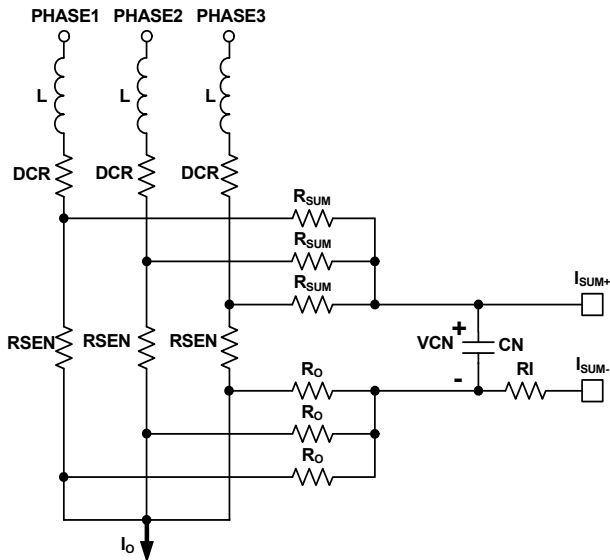 PHASE1 PHASE2 PHASE3
L L L
DCR DCR DCR
RSUM
RSUM
RSUM
ISUM+
RSEN RSEN RSEN
+
VCN CN
-
RI
ISUM-
RO
RO
RO
IO